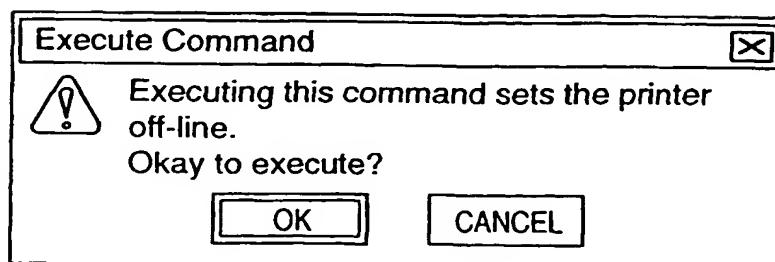 Execute Command
Executing this command sets the printer
off-line.
Okay to execute?
OK CANCEL